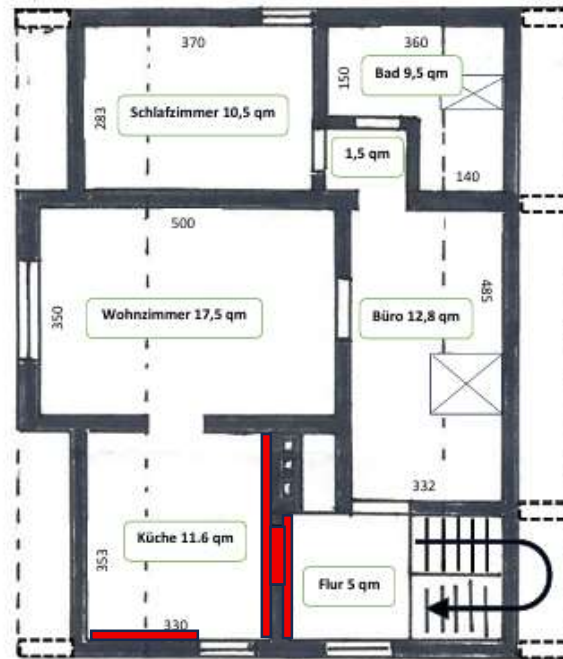 370
360
Bad 9,5 qm
150
Schlafzimmer 10,5 qm
283
1,5 qm
140
500
485
350
Wohnzimmer 17,5 qm
Büro 12,8 qm
332
Küche 11.6 qm
353
Flur 5 qm
330